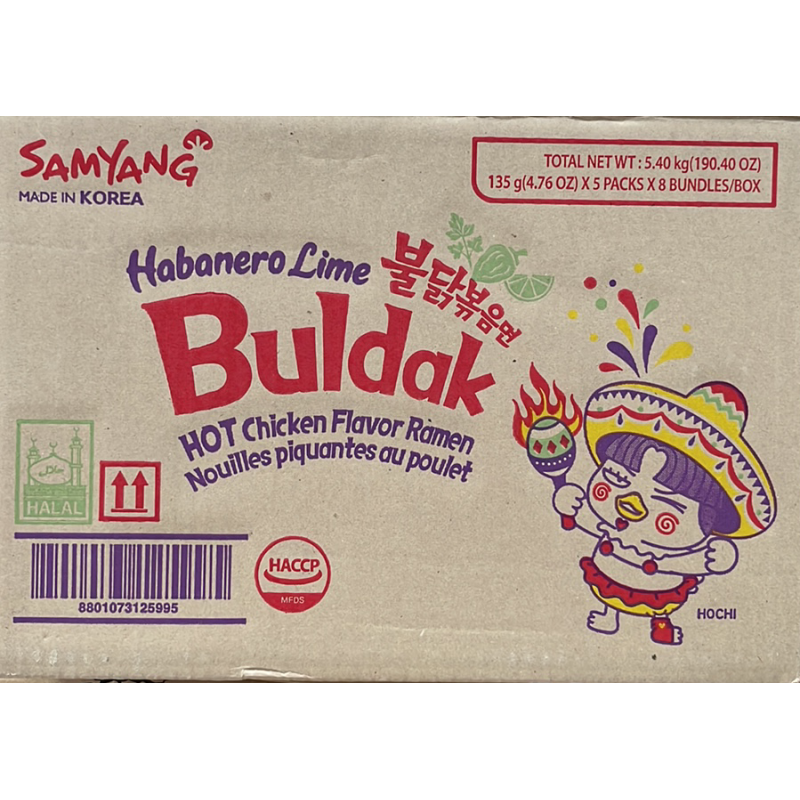 SAMYANG
MADE IN KOREA
TOTAL NET WT : 5.40 kg(190.40 OZ)
135 g(4.76 OZ) X 5 PACKS X 8 BUNDLES/BOX
Habanero Lime
불닭볶음면
Buldak
HOT Chicken Flavor Ramen
Nouilles piquantes au poulet
حلال
HALAL
8801073125995
HACCP
MFDS
HOCHI